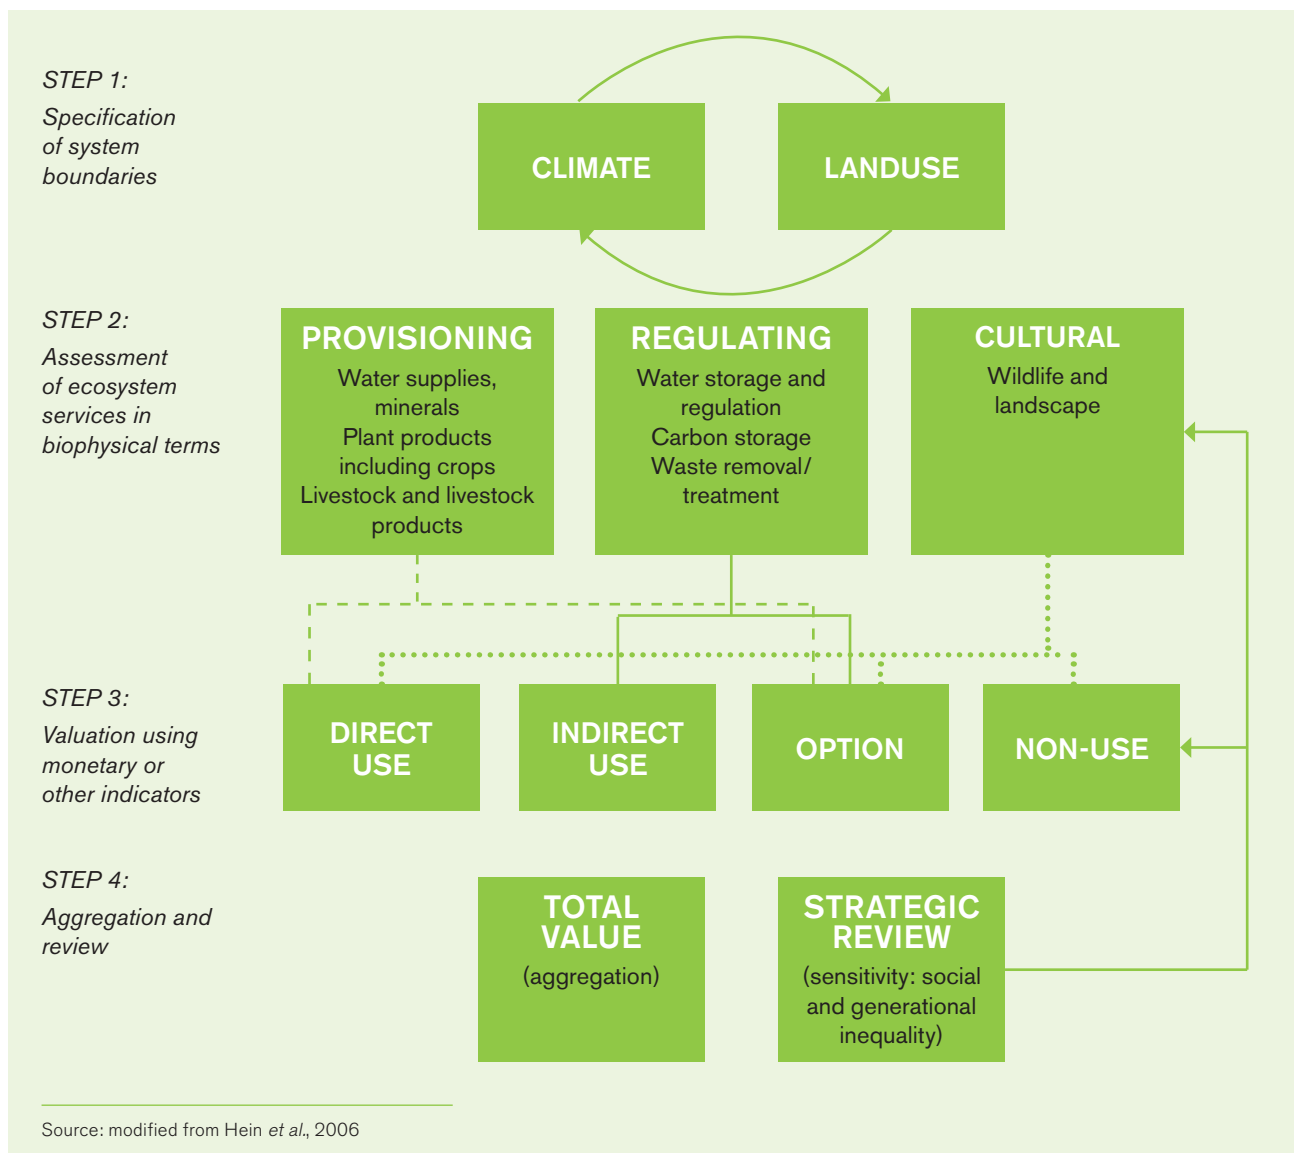 STEP 1:
Specification
of system
boundaries
CLIMATE
LANDUSE
STEP 2:
Assessment
of ecosystem
services in
biophysical terms
PROVISIONING
Water supplies,
minerals
Plant products
including crops
Livestock and livestock
products
REGULATING
Water storage and
regulation
Carbon storage
Waste removal/
treatment
CULTURAL
Wildlife and
landscape
STEP 3:
Valuation using
monetary or
other indicators
DIRECT
USE
INDIRECT
USE
OPTION
NON-USE
STEP 4:
Aggregation and
review
TOTAL
VALUE
(aggregation)
STRATEGIC
REVIEW
(sensitivity: social
and generational
inequality)
Source: modified from Hein et al., 2006